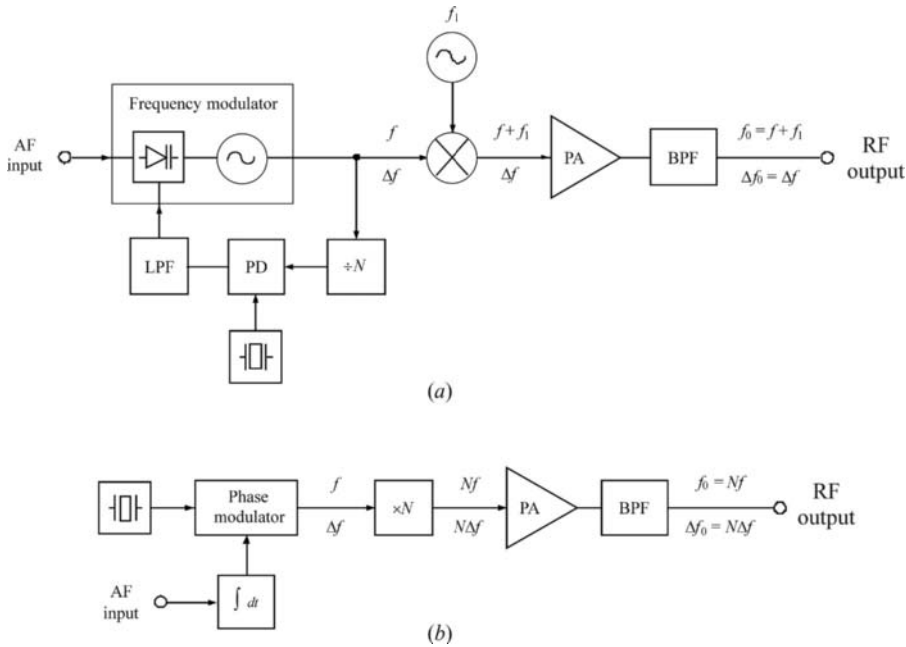 f₁
Frequency modulator
AF
input
f
Δf
f + f₁
Δf
PA
BPF
f₀ = f + f₁
Δf₀ = Δf
RF
output
LPF
PD
÷N
(a)
Phase
modulator
f
Δf
×N
Nf
NΔf
PA
BPF
f₀ = Nf
Δf₀ = NΔf
RF
output
AF
input
∫ dt
(b)